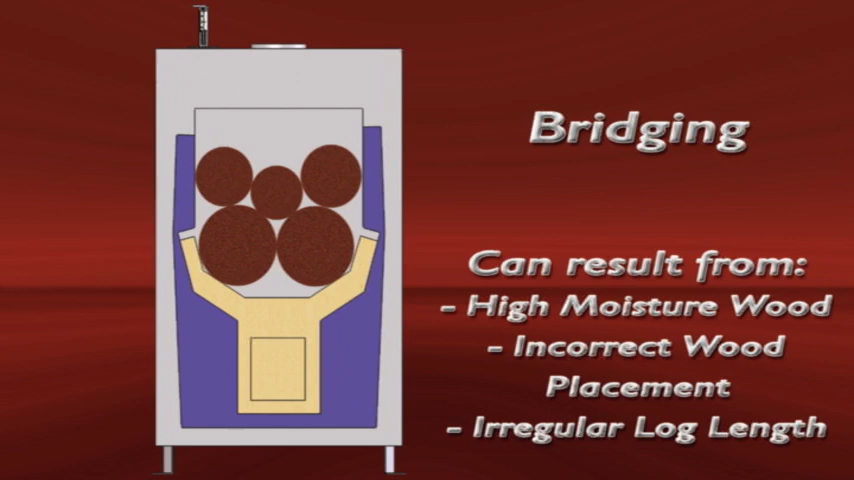 Bridging
Can result from:
- High Moisture Wood
- Incorrect Wood
Placement
- Irregular Log Length